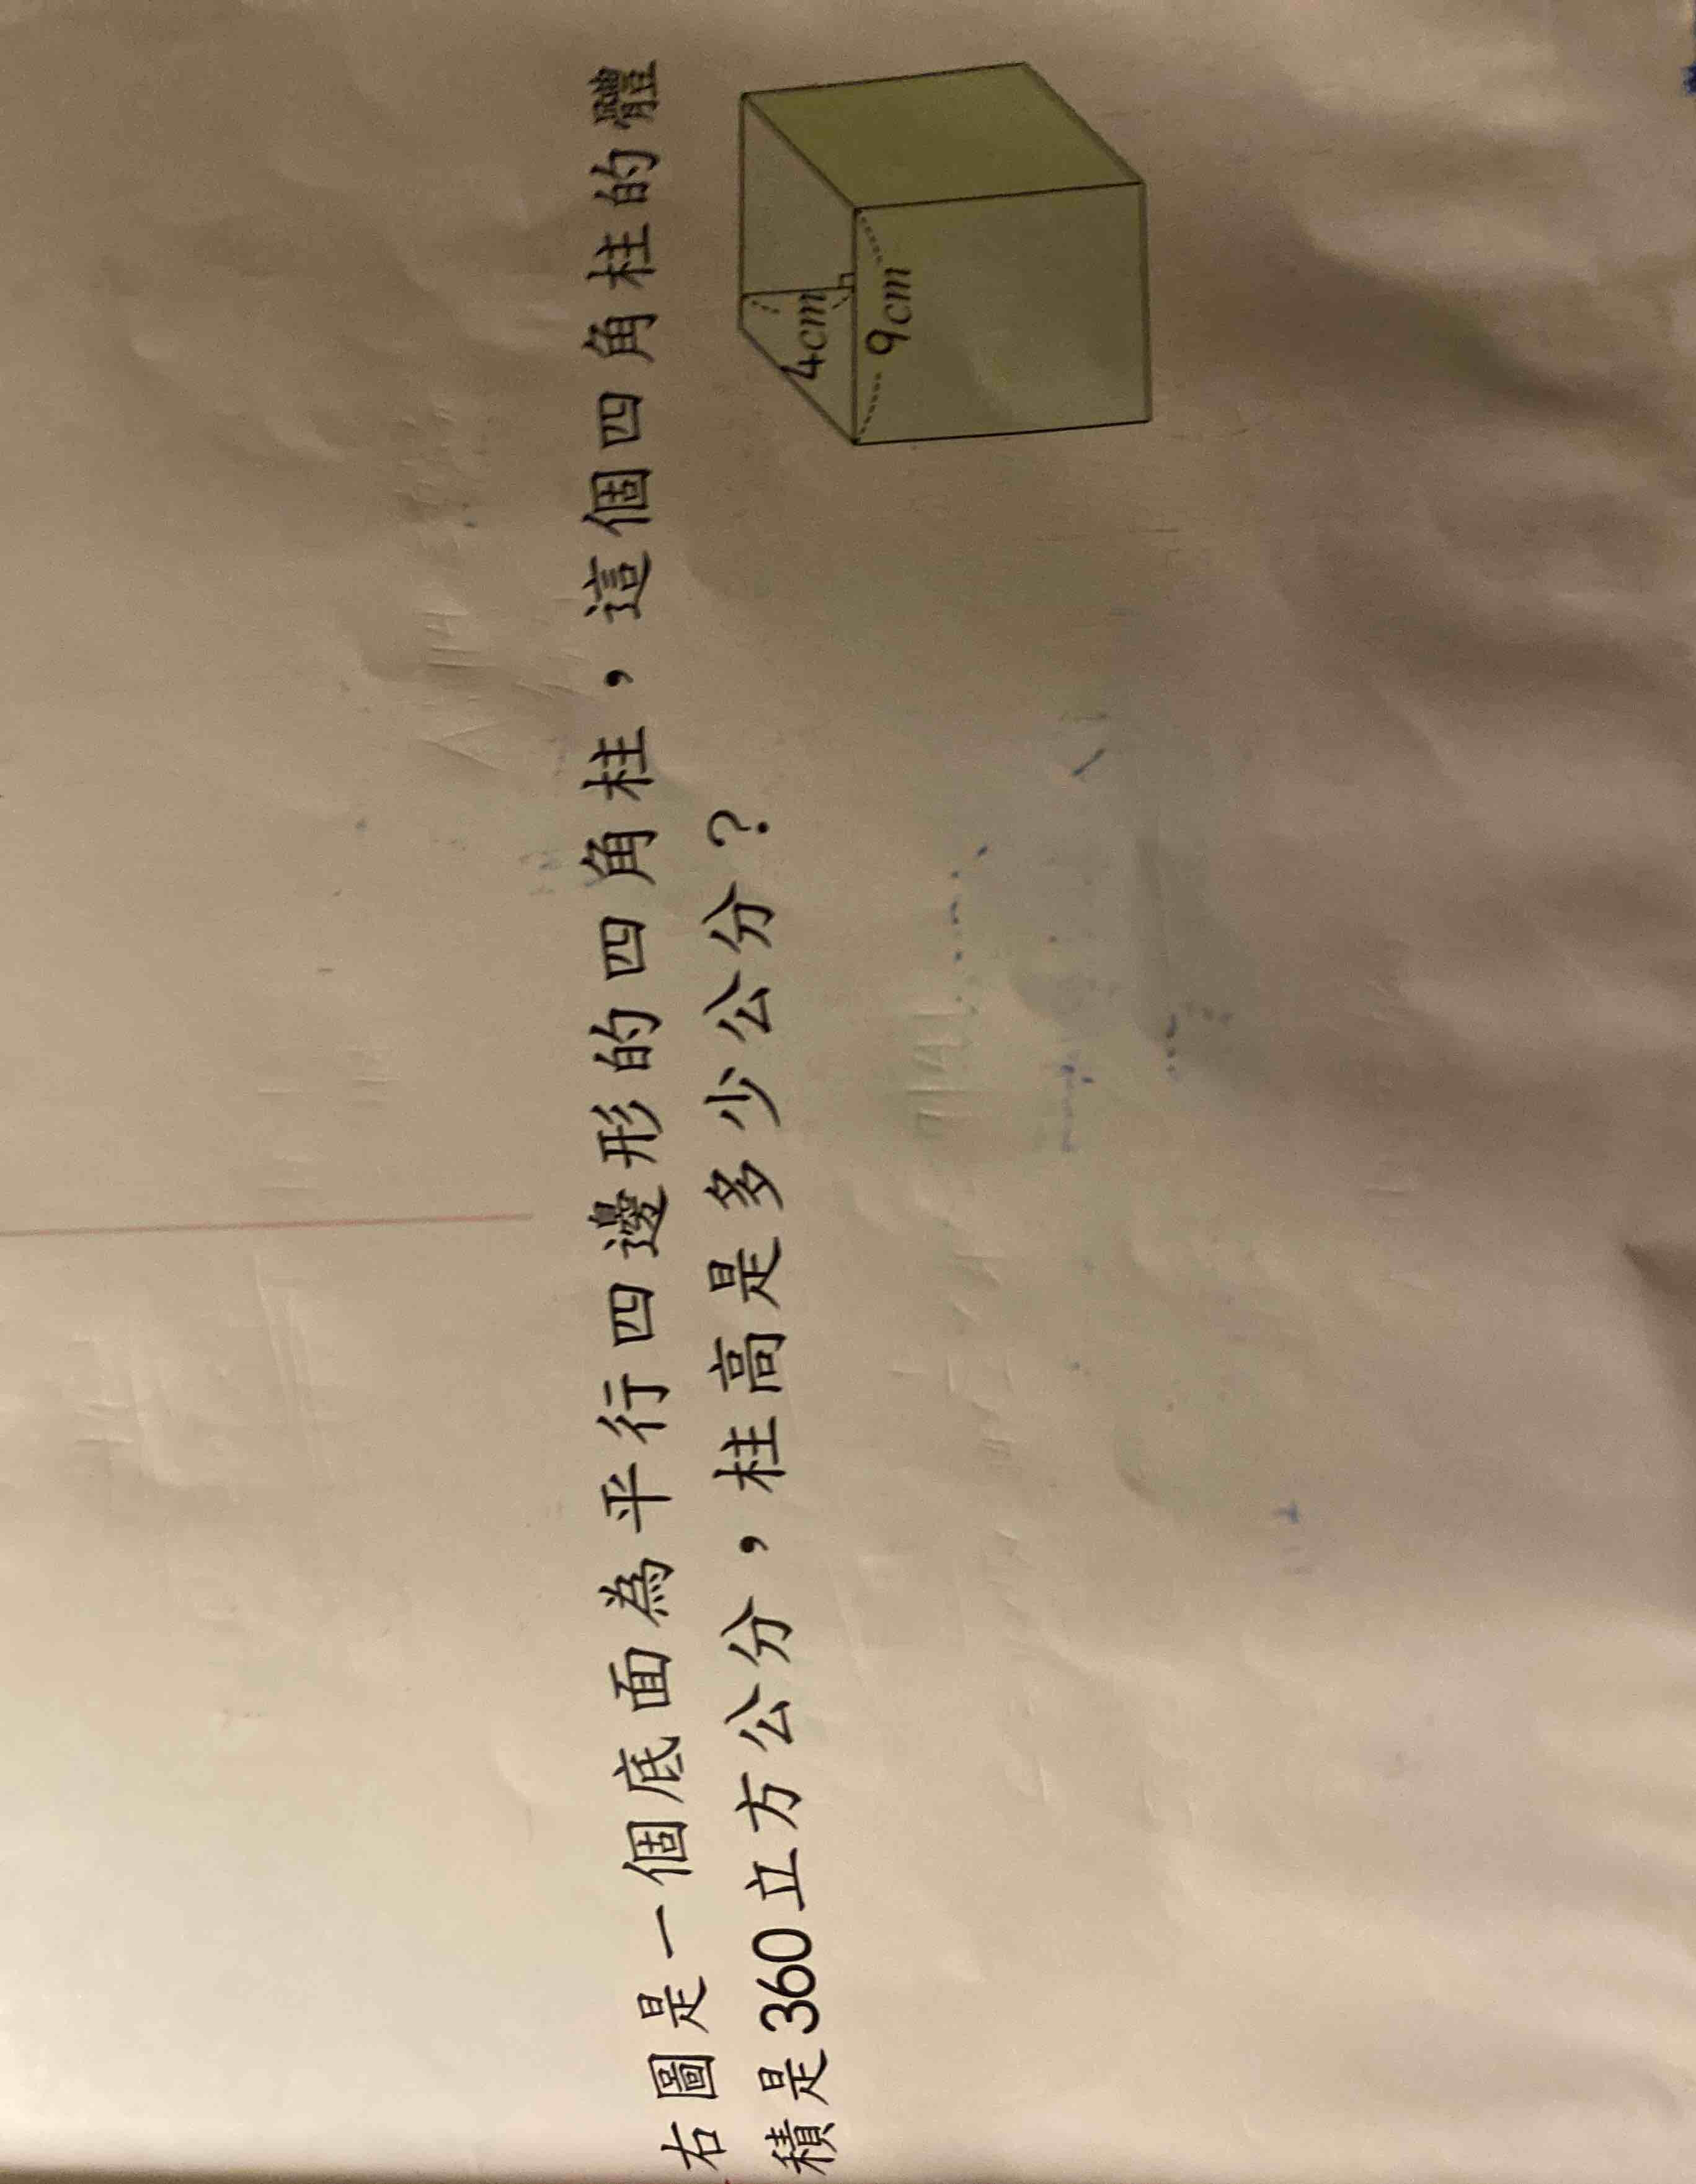 右圖是一個底面為平行四邊形的四角柱，這個四角柱的體
積是360立方公分，柱高是多少公分？
4cm
9cm